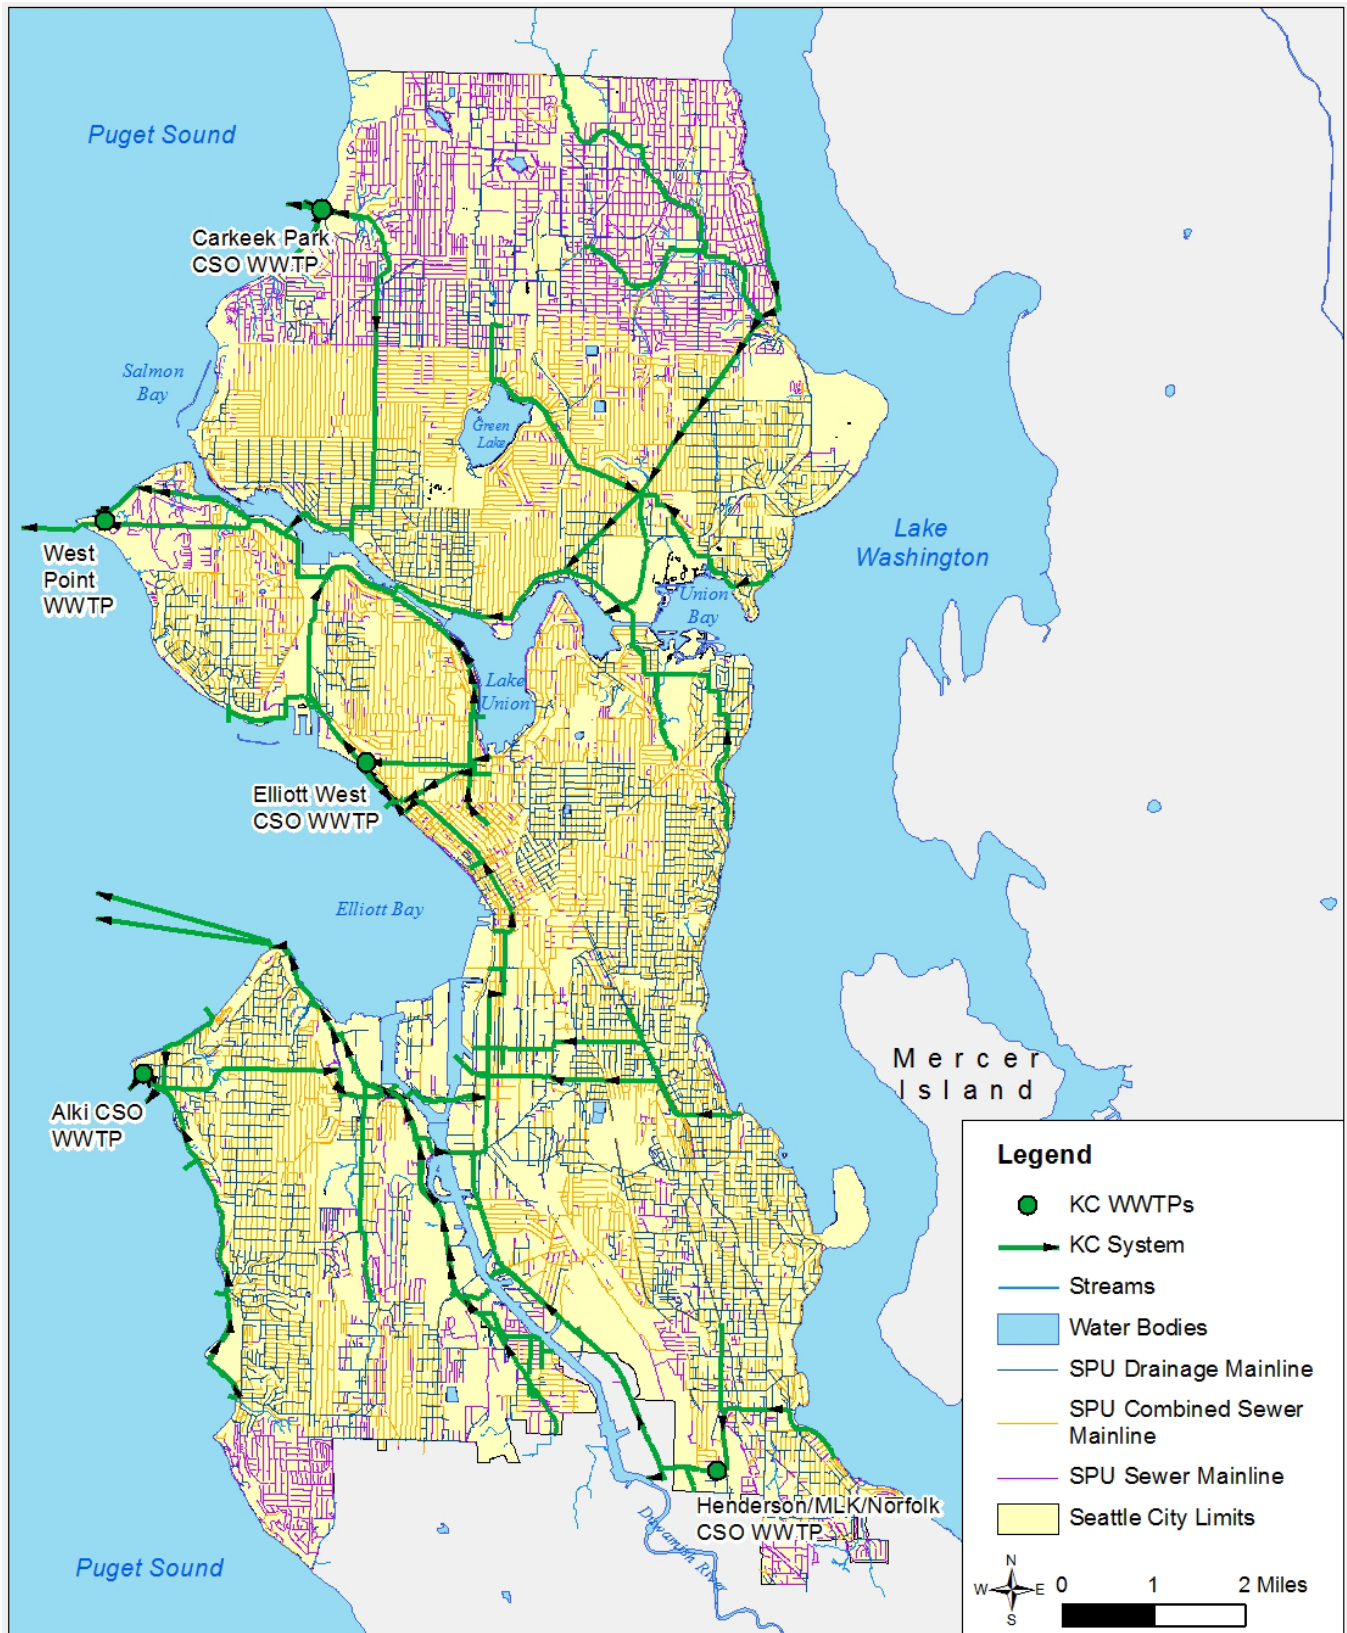 Puget Sound
Carkeek Park
CSO WWTP
Salmon
Bay
Green
Lake
West
Point
WWTP
Lake
Washington
Union
Bay
Lake
Union
Elliott West
CSO WWTP
Elliott Bay
Mercer
Island
Alki CSO
WWTP
Henderson/MLK/Norfolk
CSO WWTP
Duwamish River
Puget Sound
Legend
KC WWTPs
KC System
Streams
Water Bodies
SPU Drainage Mainline
SPU Combined Sewer
Mainline
SPU Sewer Mainline
Seattle City Limits
N
W E
S
0 1 2 Miles